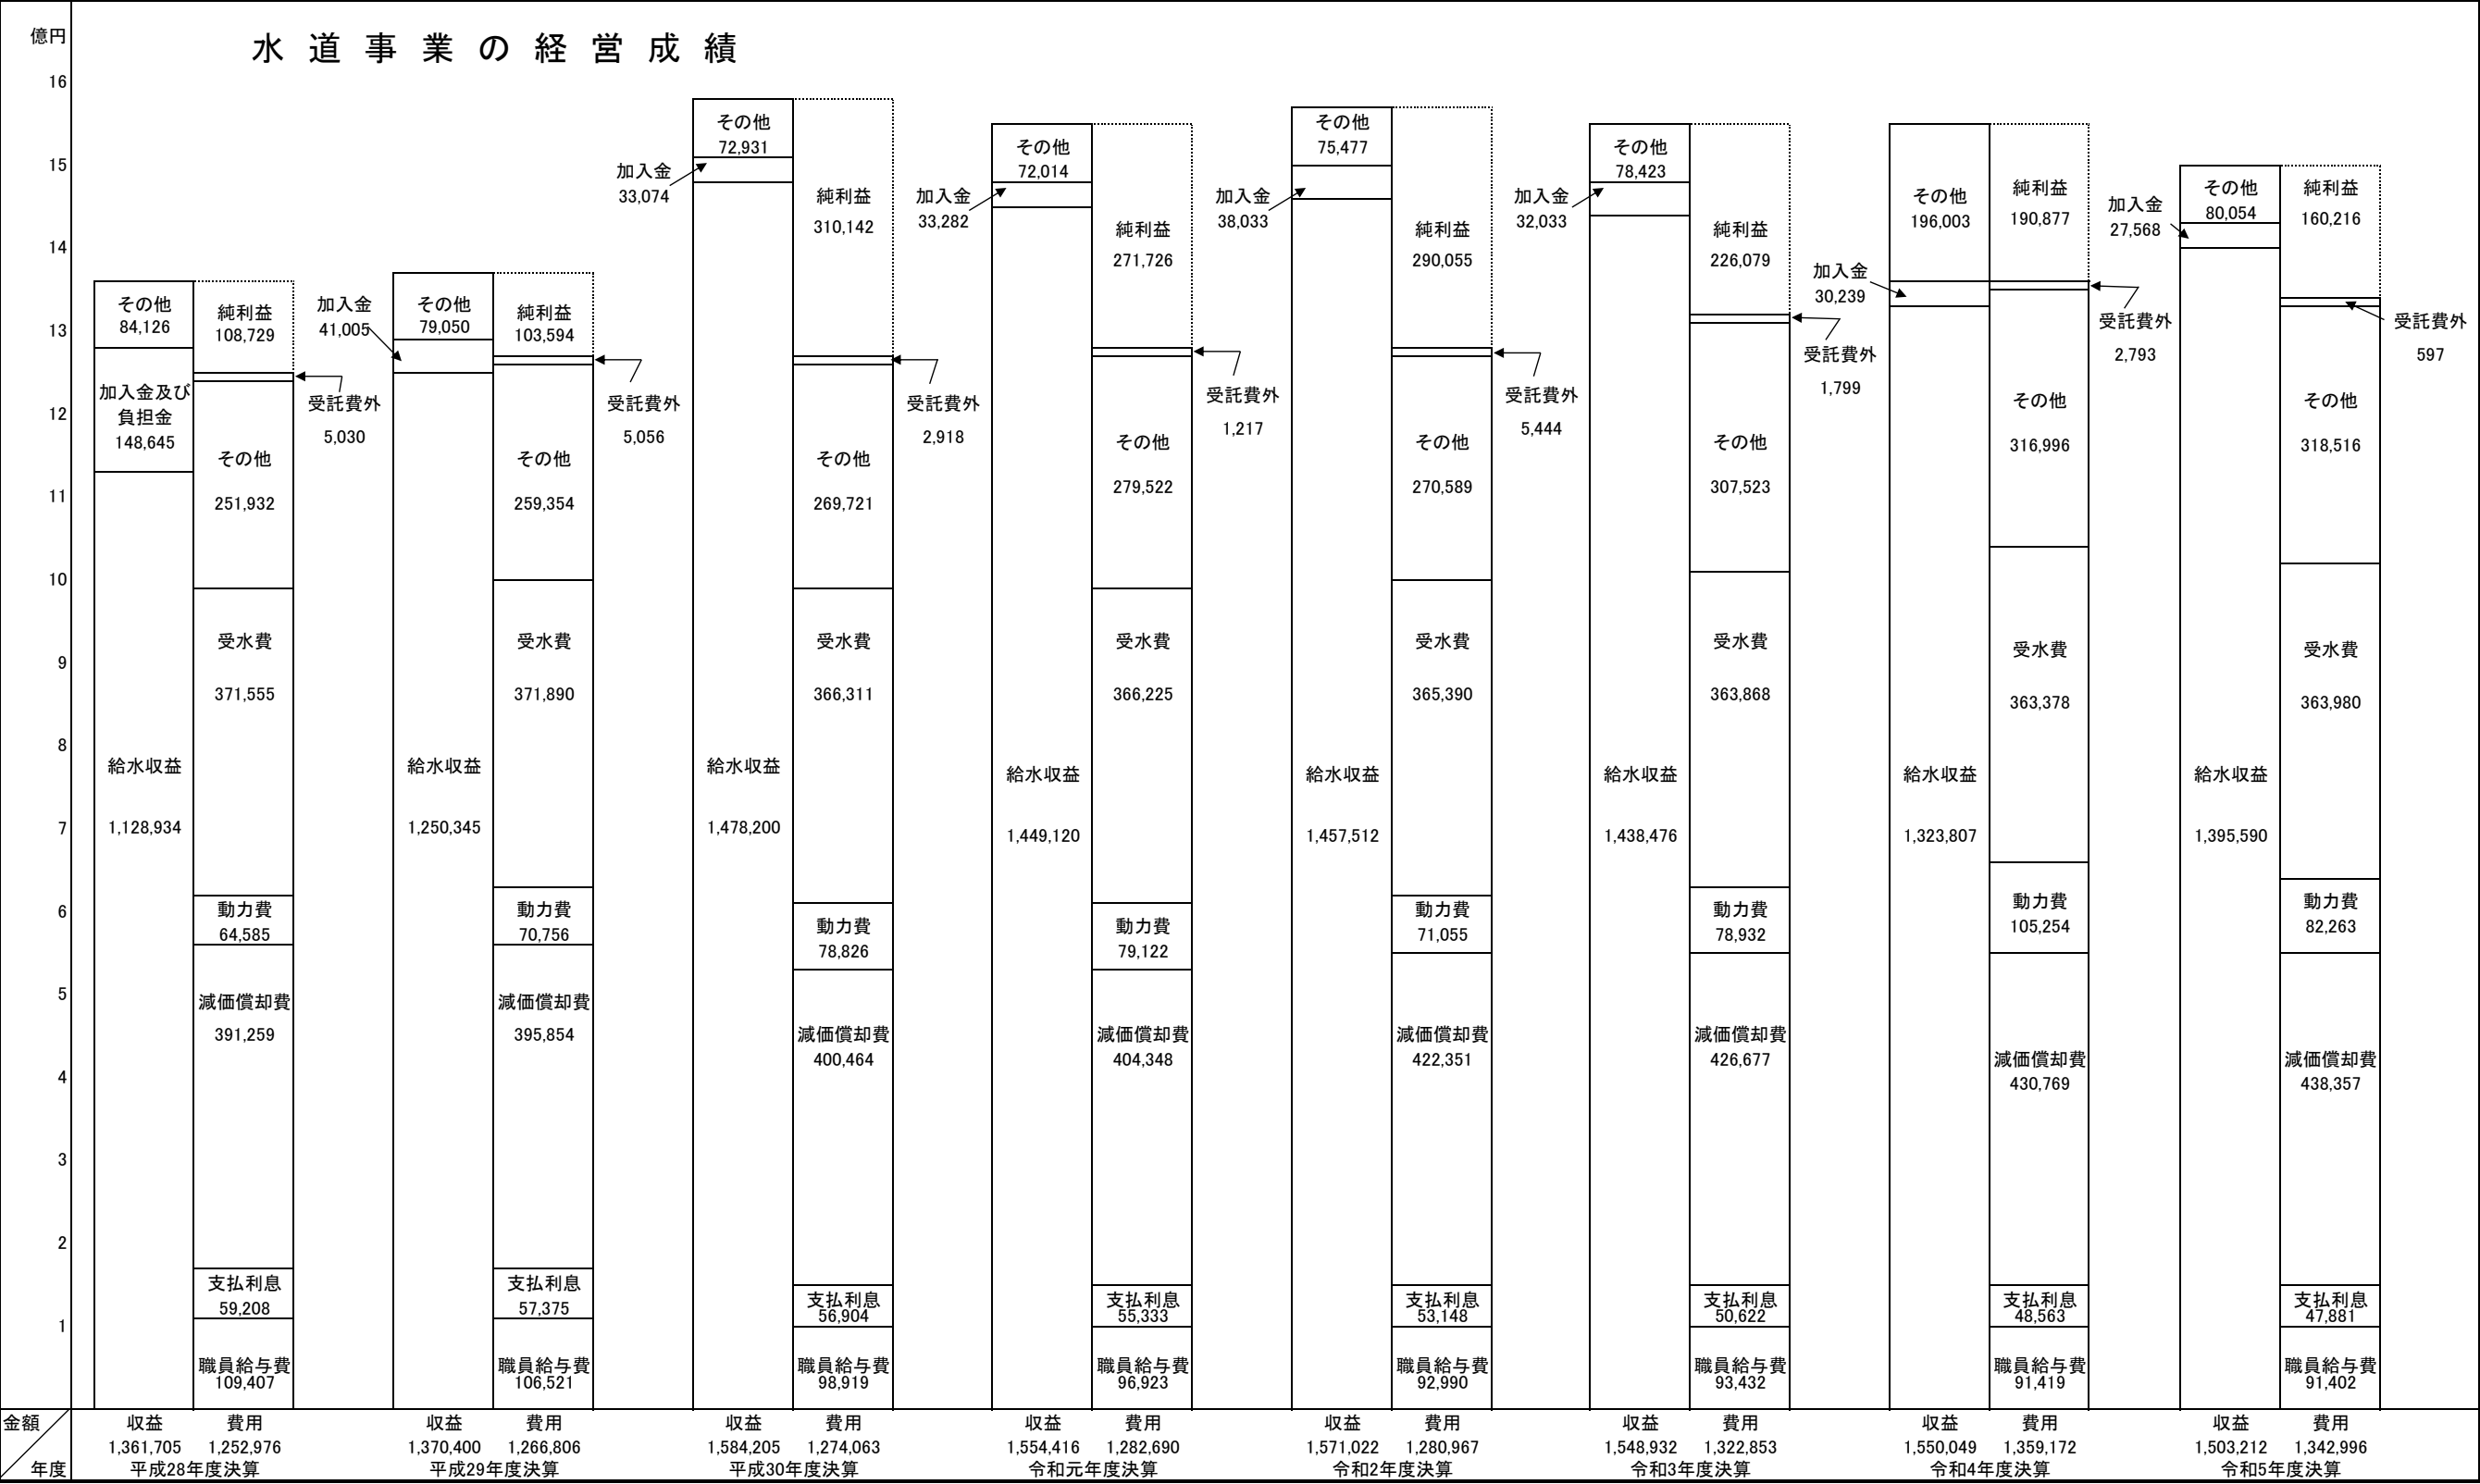 億円
水道事業の経営成績
16
15
14
13
12
11
10
9
8
7
6
5
4
3
2
1
その他
84,126
加入金及び
負担金
148,645
給水収益
1,128,934
純利益
108,729
受託費外
5,030
その他
251,932
受水費
371,555
動力費
64,585
減価償却費
391,259
支払利息
59,208
職員給与費
109,407
加入金
41,005
その他
79,050
給水収益
1,250,345
純利益
103,594
受託費外
5,056
その他
259,354
受水費
371,890
動力費
70,756
減価償却費
395,854
支払利息
57,375
職員給与費
106,521
その他
72,931
加入金
33,074
給水収益
1,478,200
純利益
310,142
受託費外
2,918
その他
269,721
受水費
366,311
動力費
78,826
減価償却費
400,464
支払利息
56,904
職員給与費
98,919
その他
72,014
加入金
33,282
給水収益
1,449,120
純利益
271,726
受託費外
1,217
その他
279,522
受水費
366,225
動力費
79,122
減価償却費
404,348
支払利息
55,333
職員給与費
96,923
その他
75,477
加入金
38,033
給水収益
1,457,512
純利益
290,055
受託費外
5,444
その他
270,589
受水費
365,390
動力費
71,055
減価償却費
422,351
支払利息
53,148
職員給与費
92,990
その他
78,423
加入金
32,033
給水収益
1,438,476
純利益
226,079
受託費外
1,799
その他
307,523
受水費
363,868
動力費
78,932
減価償却費
426,677
支払利息
50,622
職員給与費
93,432
その他
196,003
加入金
30,239
給水収益
1,323,807
純利益
190,877
受託費外
2,793
その他
316,996
受水費
363,378
動力費
105,254
減価償却費
430,769
支払利息
48,563
職員給与費
91,419
その他
80,054
加入金
27,568
給水収益
1,395,590
純利益
160,216
受託費外
597
その他
318,516
受水費
363,980
動力費
82,263
減価償却費
438,357
支払利息
47,881
職員給与費
91,402
金額 収益 費用 収益 費用 収益 費用 収益 費用 収益 費用 収益 費用 収益 費用 収益 費用
1,361,705 1,252,976 1,370,400 1,266,806 1,584,205 1,274,063 1,554,416 1,282,690 1,571,022 1,280,967 1,548,932 1,322,853 1,550,049 1,359,172 1,503,212 1,342,996
年度 平成28年度決算 平成29年度決算 平成30年度決算 令和元年度決算 令和2年度決算 令和3年度決算 令和4年度決算 令和5年度決算